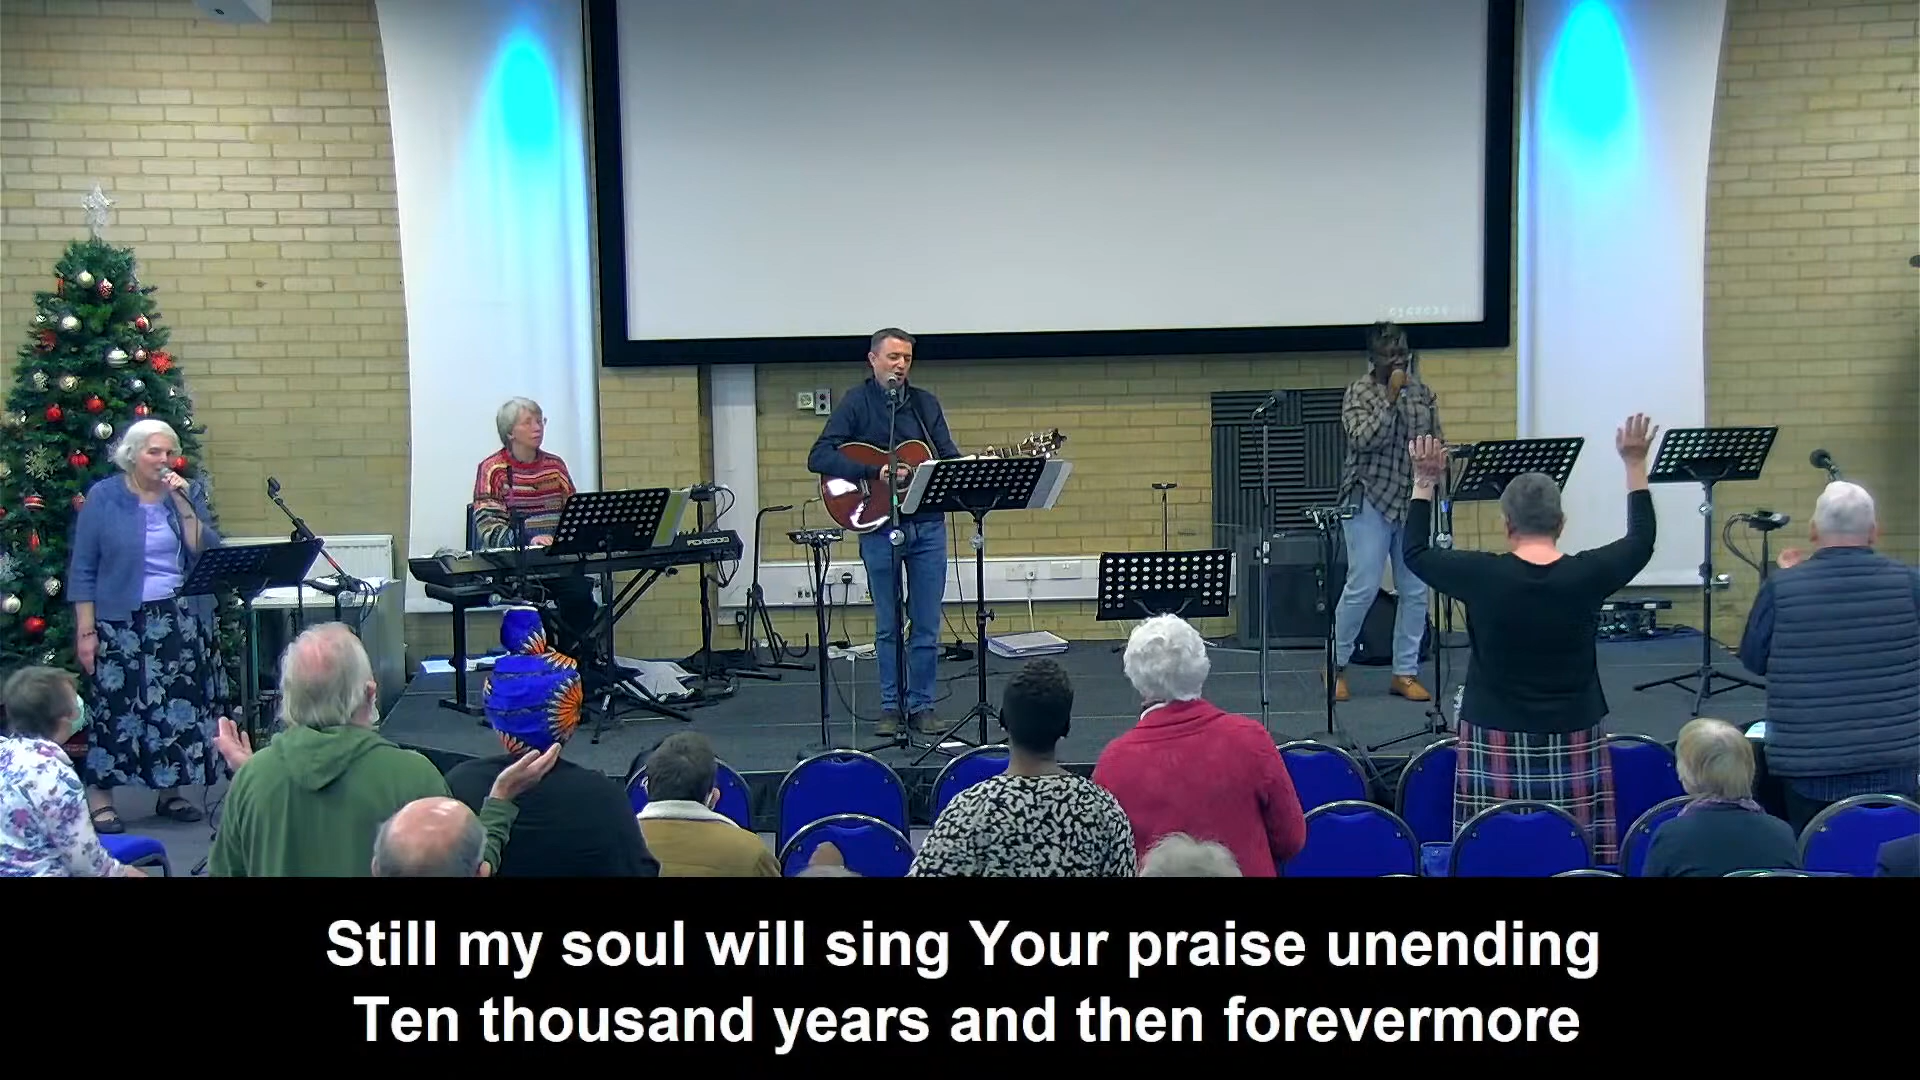 Still my soul will sing Your praise unending
Ten thousand years and then forevermore